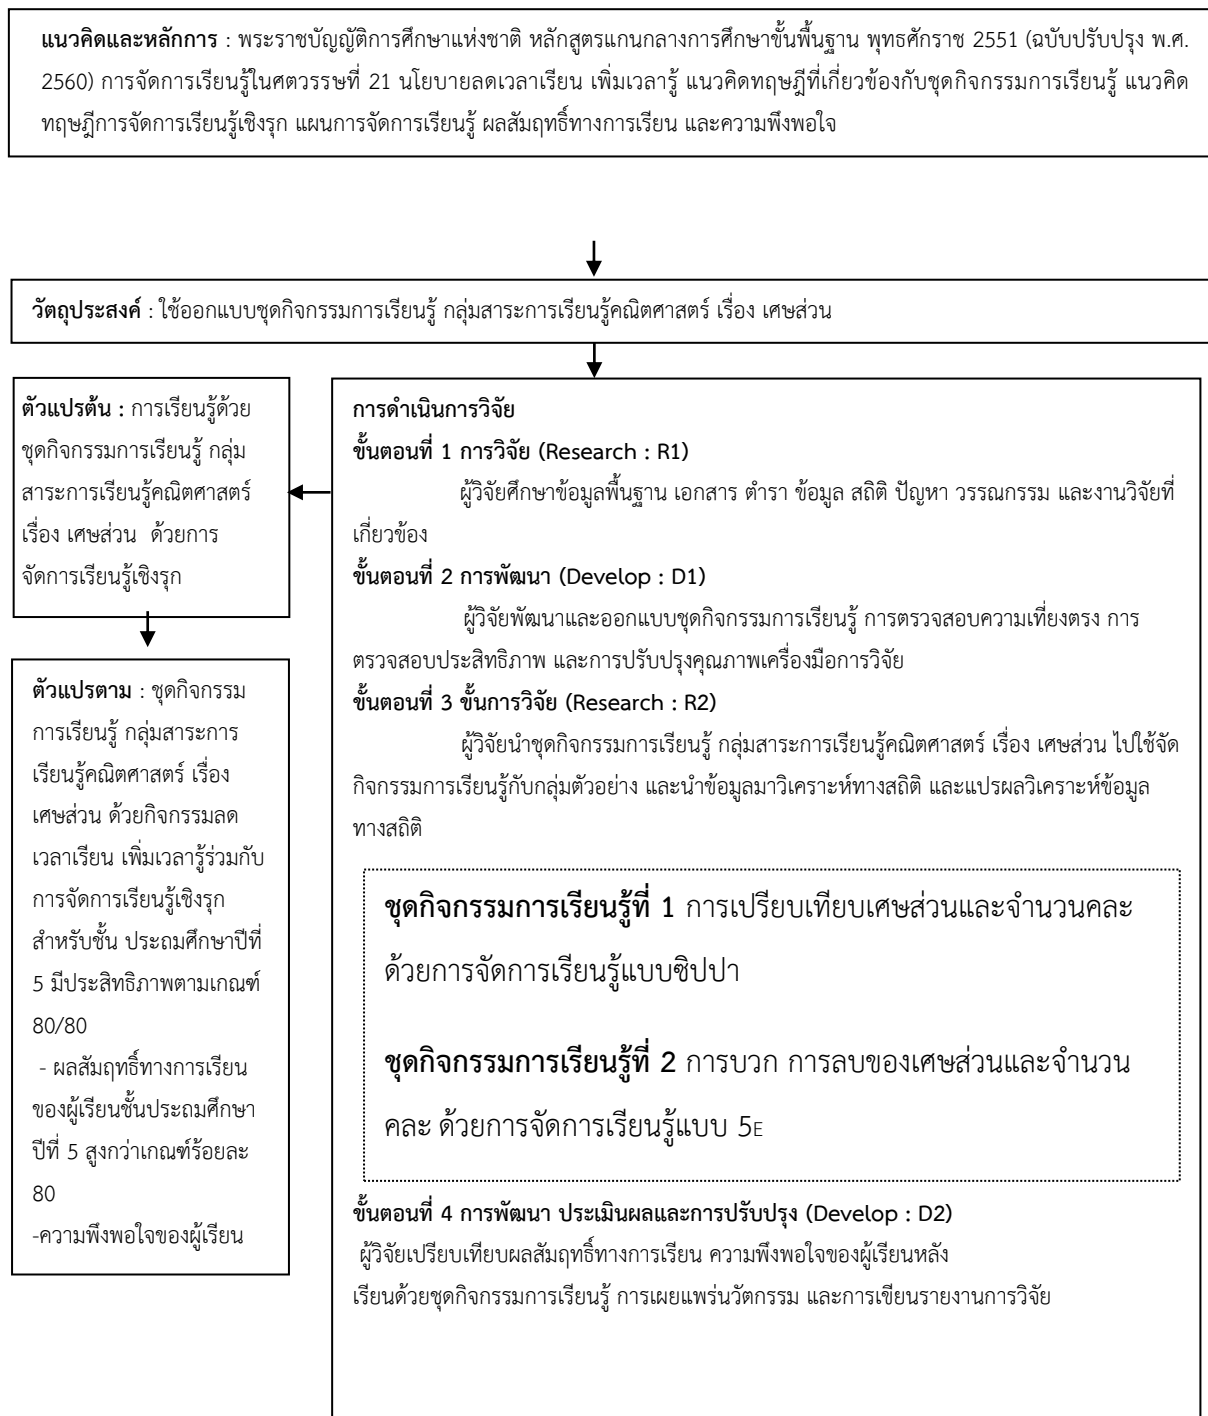 แนวคิดและหลักการ : พระราชบัญญัติการศึกษาแห่งชาติ หลักสูตรแกนกลางการศึกษาขั้นพื้นฐาน พุทธศักราช 2551 (ฉบับปรับปรุง พ.ศ.
2560) การจัดการเรียนรู้ในศตวรรษที่ 21 นโยบายลดเวลาเรียน เพิ่มเวลารู้ แนวคิดทฤษฎีที่เกี่ยวข้องกับชุดกิจกรรมการเรียนรู้ แนวคิด
ทฤษฎีการจัดการเรียนรู้เชิงรุก แผนการจัดการเรียนรู้ ผลสัมฤทธิ์ทางการเรียน และความพึงพอใจ
วัตถุประสงค์ : ใช้ออกแบบชุดกิจกรรมการเรียนรู้ กลุ่มสาระการเรียนรู้คณิตศาสตร์ เรื่อง เศษส่วน
ตัวแปรต้น : การเรียนรู้ด้วย
ชุดกิจกรรมการเรียนรู้ กลุ่ม
สาระการเรียนรู้คณิตศาสตร์
เรื่อง เศษส่วน ด้วยการ
จัดการเรียนรู้เชิงรุก
ตัวแปรตาม : ชุดกิจกรรม
การเรียนรู้ กลุ่มสาระการ
เรียนรู้คณิตศาสตร์ เรื่อง
เศษส่วน ด้วยกิจกรรมลด
เวลาเรียน เพิ่มเวลารู้ร่วมกับ
การจัดการเรียนรู้เชิงรุก
สำหรับชั้น ประถมศึกษาปีที่
5 มีประสิทธิภาพตามเกณฑ์
80/80
- ผลสัมฤทธิ์ทางการเรียน
ของผู้เรียนชั้นประถมศึกษา
ปีที่ 5 สูงกว่าเกณฑ์ร้อยละ
80
-ความพึงพอใจของผู้เรียน
การดำเนินการวิจัย
ขั้นตอนที่ 1 การวิจัย (Research : R1)
ผู้วิจัยศึกษาข้อมูลพื้นฐาน เอกสาร ตำรา ข้อมูล สถิติ ปัญหา วรรณกรรม และงานวิจัยที่
เกี่ยวข้อง
ขั้นตอนที่ 2 การพัฒนา (Develop : D1)
ผู้วิจัยพัฒนาและออกแบบชุดกิจกรรมการเรียนรู้ การตรวจสอบความเที่ยงตรง การ
ตรวจสอบประสิทธิภาพ และการปรับปรุงคุณภาพเครื่องมือการวิจัย
ขั้นตอนที่ 3 ขั้นการวิจัย (Research : R2)
ผู้วิจัยนำชุดกิจกรรมการเรียนรู้ กลุ่มสาระการเรียนรู้คณิตศาสตร์ เรื่อง เศษส่วน ไปใช้จัด
กิจกรรมการเรียนรู้กับกลุ่มตัวอย่าง และนำข้อมูลมาวิเคราะห์ทางสถิติ และแปรผลวิเคราะห์ข้อมูล
ทางสถิติ
ชุดกิจกรรมการเรียนรู้ที่ 1 การเปรียบเทียบเศษส่วนและจำนวนคละ
ด้วยการจัดการเรียนรู้แบบซิปปา
ชุดกิจกรรมการเรียนรู้ที่ 2 การบวก การลบของเศษส่วนและจำนวน
คละ ด้วยการจัดการเรียนรู้แบบ 5E
ขั้นตอนที่ 4 การพัฒนา ประเมินผลและการปรับปรุง (Develop : D2)
ผู้วิจัยเปรียบเทียบผลสัมฤทธิ์ทางการเรียน ความพึงพอใจของผู้เรียนหลัง
เรียนด้วยชุดกิจกรรมการเรียนรู้ การเผยแพร่นวัตกรรม และการเขียนรายงานการวิจัย